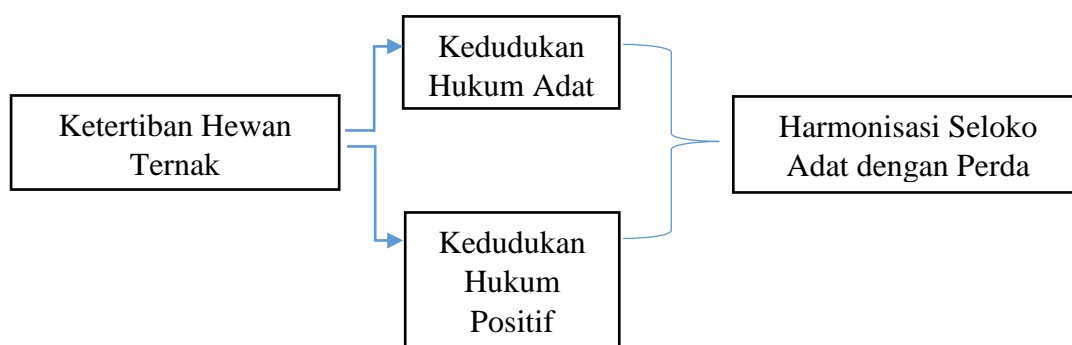 Ketertiban Hewan
Ternak
Kedudukan
Hukum Adat
Kedudukan
Hukum
Positif
Harmonisasi Seloko
Adat dengan Perda